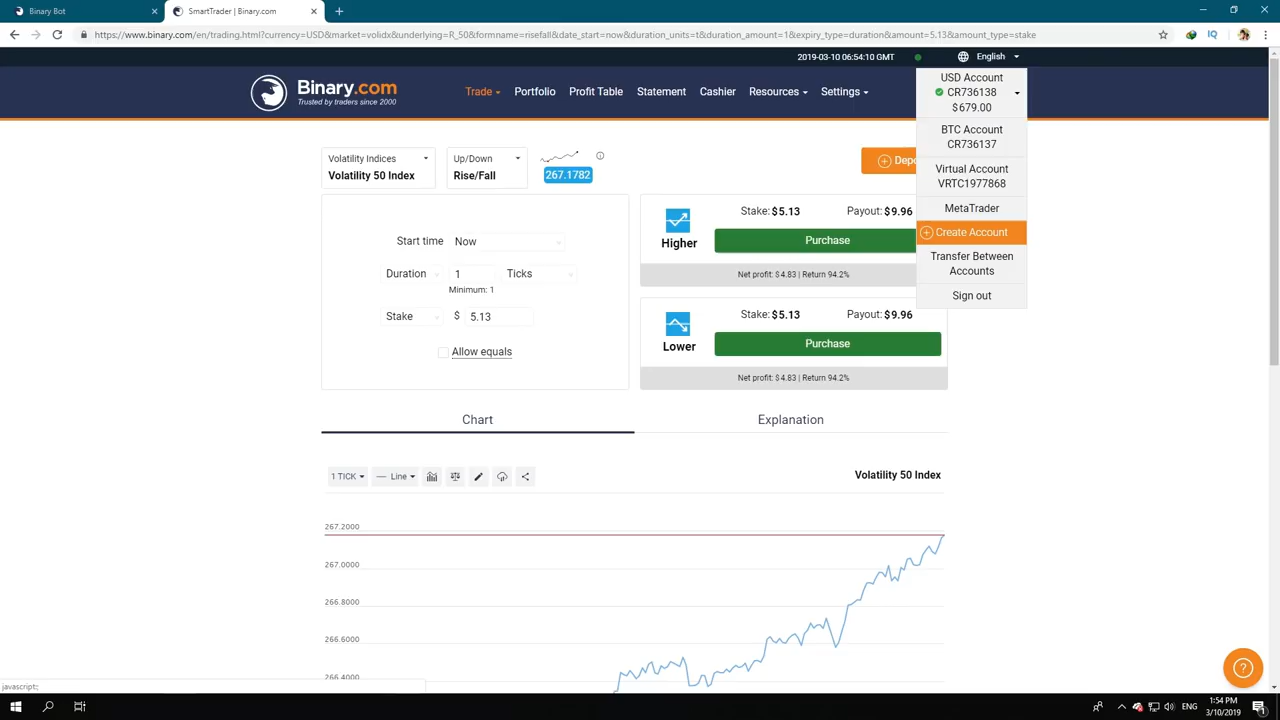 Binary Bot
SmartTrader | Binary.com
https://www.binary.com/en/trading.html?currency=USD&market=volidx&underlying=R_50&formname=risefall&date_start=now&duration_units=t&duration_amount=1&expiry_type=duration&amount=5.13&amount_type=stake
2019-03-10 06:54:10 GMT
English
Binary.com
Trusted by traders since 2000
Trade
Portfolio
Profit Table
Statement
Cashier
Resources
Settings
USD Account
CR736138
$679.00
BTC Account
CR736137
Virtual Account
VRTC1977868
MetaTrader
Create Account
Transfer Between
Accounts
Sign out
Volatility Indices
Volatility 50 Index
Up/Down
Rise/Fall
267.1782
Depo
Start time Now
Duration 1 Ticks
Minimum: 1
Stake $ 5.13
Allow equals
Stake: $5.13 Payout: $9.96
Higher
Purchase
Net profit: $4.83 | Return 94.2%
Stake: $5.13 Payout: $9.96
Lower
Purchase
Net profit: $4.83 | Return 94.2%
Chart
Explanation
1 TICK
Line
Volatility 50 Index
267.2000
267.0000
266.8000
266.6000
266.4000
javascript:;
?
ENG
1:54 PM
3/10/2019